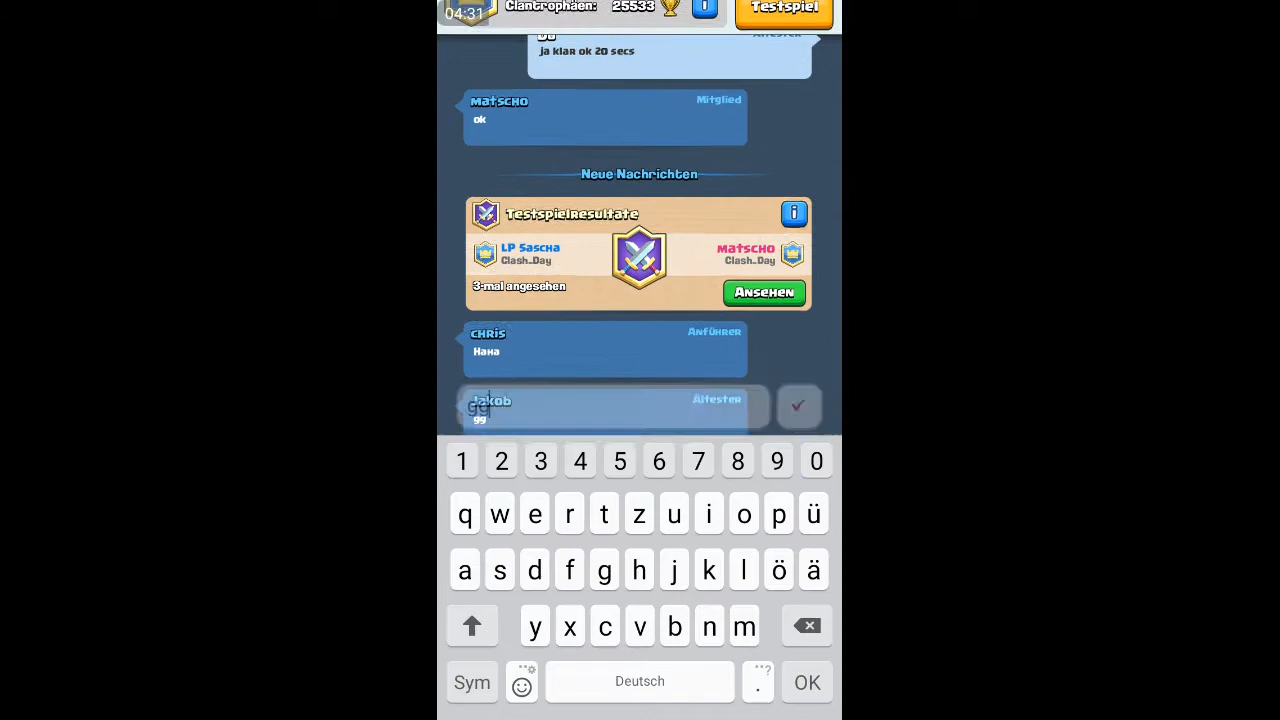 04:31
Clantrophäen: 25533
Testspiel
Ältester
ja klar ok 20 secs
Matscho
Mitglied
ok
Neue Nachrichten
Testspielresultate
LP Sascha
Clash_Day
Matscho
Clash_Day
3-mal angesehen
Ansehen
CHRIS
Anführer
Haha
Jakob
Ältester
gg
gg
1 2 3 4 5 6 7 8 9 0
q w e r t z u i o p ü
a s d f g h j k l ö ä
y x c v b n m
Sym
Deutsch
. ?
OK